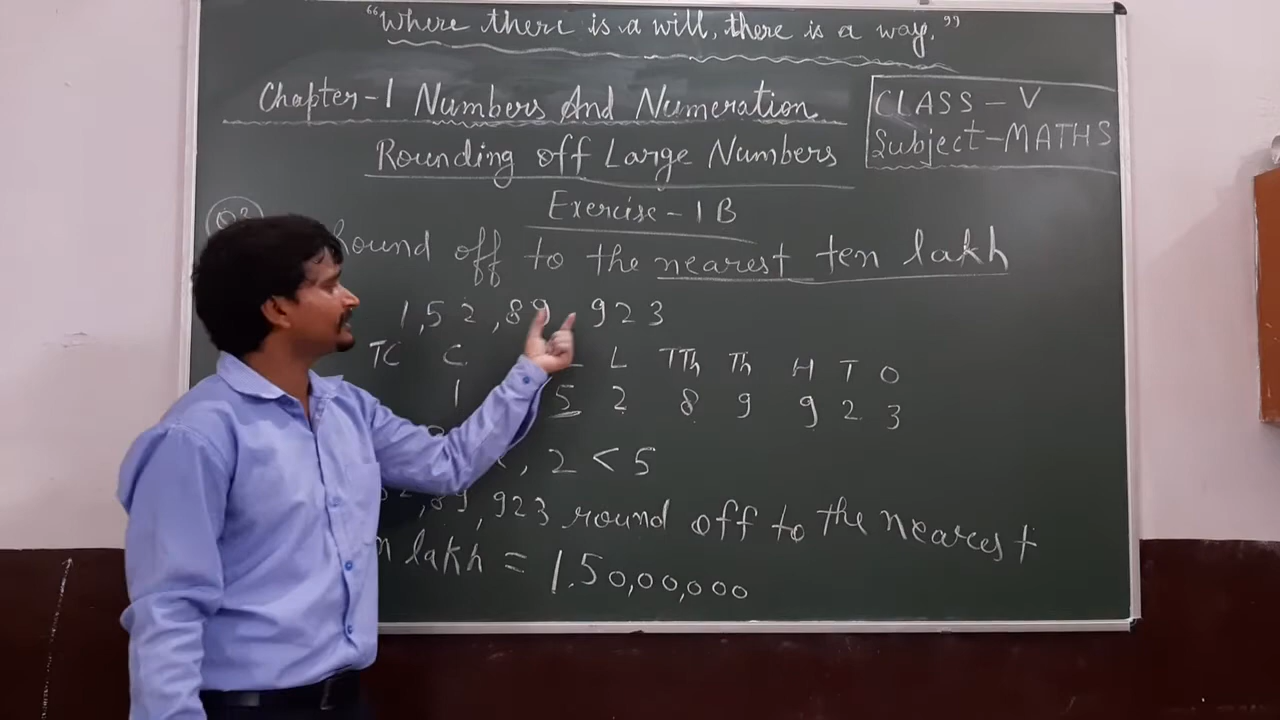 “Where there is a will, there is a way.”
Chapter-1 Numbers And Numeration
CLASS - V
Subject-MATHS
Rounding off Large Numbers
Exercise - 1B
round off to the nearest ten lakh
1,52,89,923
TC C L TTh Th H T O
1 5 2 8 9 9 2 3
, 2 < 5
,89,923 round off to the nearest
lakh = 1,50,00,000